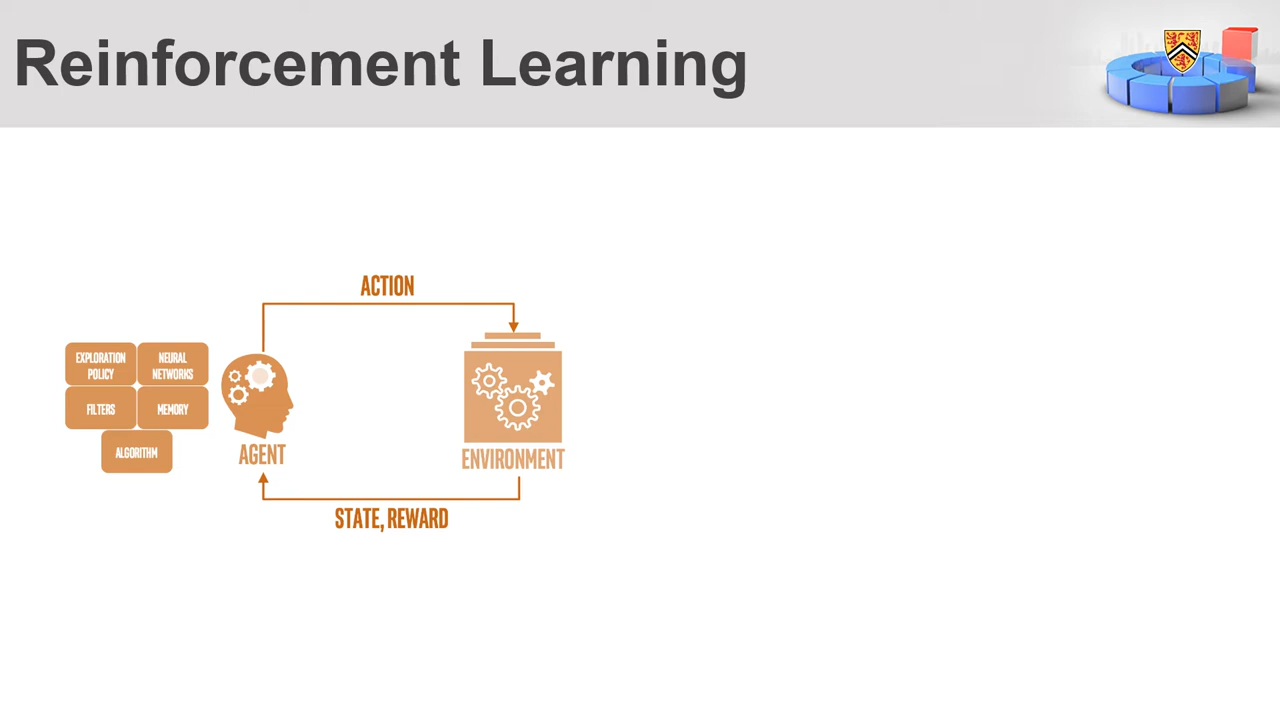 Reinforcement Learning
ACTION
EXPLORATION
POLICY
NEURAL
NETWORKS
FILTERS
MEMORY
ALGORITHM
AGENT
ENVIRONMENT
STATE, REWARD